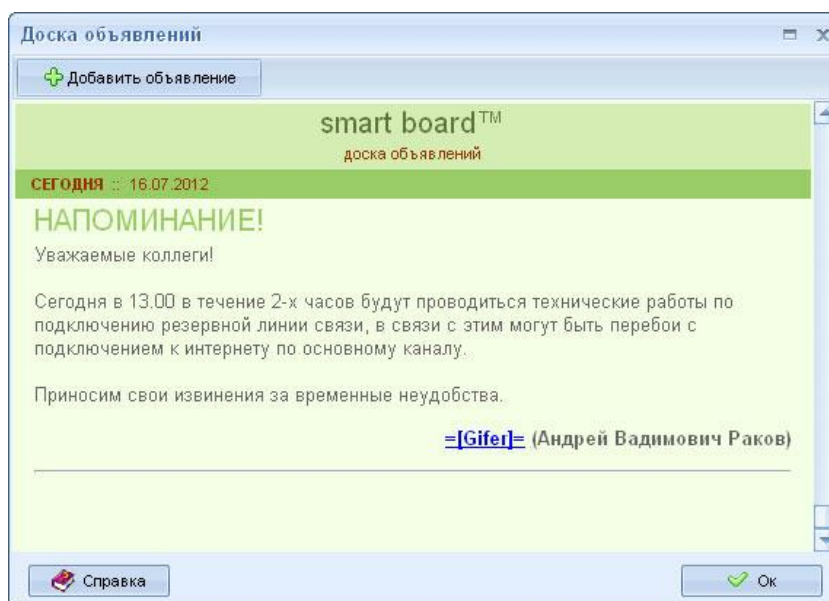 Доска объявлений
Добавить объявление
smart board™
доска объявлений
СЕГОДНЯ :: 16.07.2012
НАПОМИНАНИЕ!
Уважаемые коллеги!
Сегодня в 13.00 в течение 2-х часов будут проводиться технические работы по
подключению резервной линии связи, в связи с этим могут быть перебои с
подключением к интернету по основному каналу.
Приносим свои извинения за временные неудобства.
=[Gifer]= (Андрей Вадимович Раков)
Справка
Ок